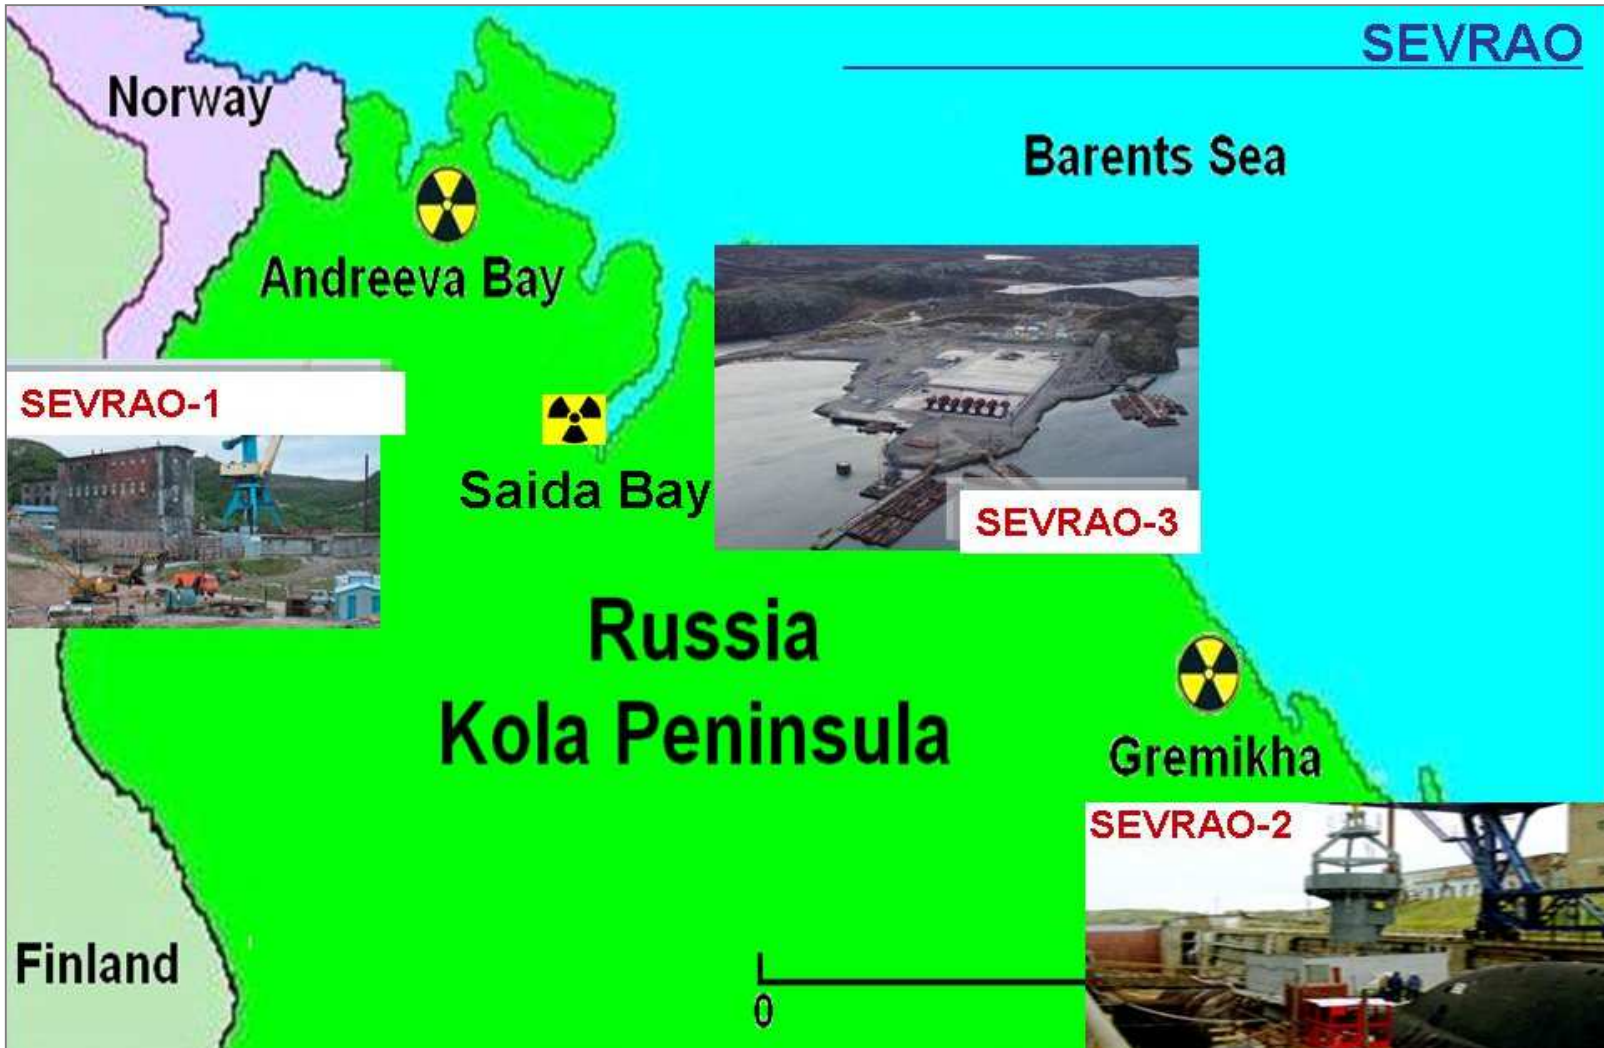 SEVRAO
Norway
Barents Sea
Andreeva Bay
SEVRAO-1
Saida Bay
SEVRAO-3
Russia
Kola Peninsula
Gremikha
SEVRAO-2
Finland
0